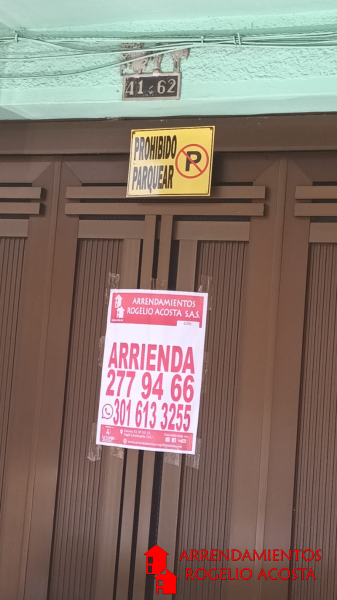 41-62
PROHIBIDO
PARQUEAR
P
ARRENDAMIENTOS
ROGELIO ACOSTA S.A.S.
ARRIENDA
277 94 66
301 613 3255
ARRENDAMIENTOS
ROGELIO ACOSTA